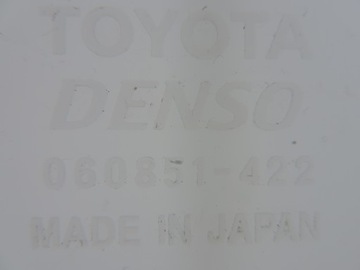 TOYOTA
DENSO
060851-422
MADE IN JAPAN